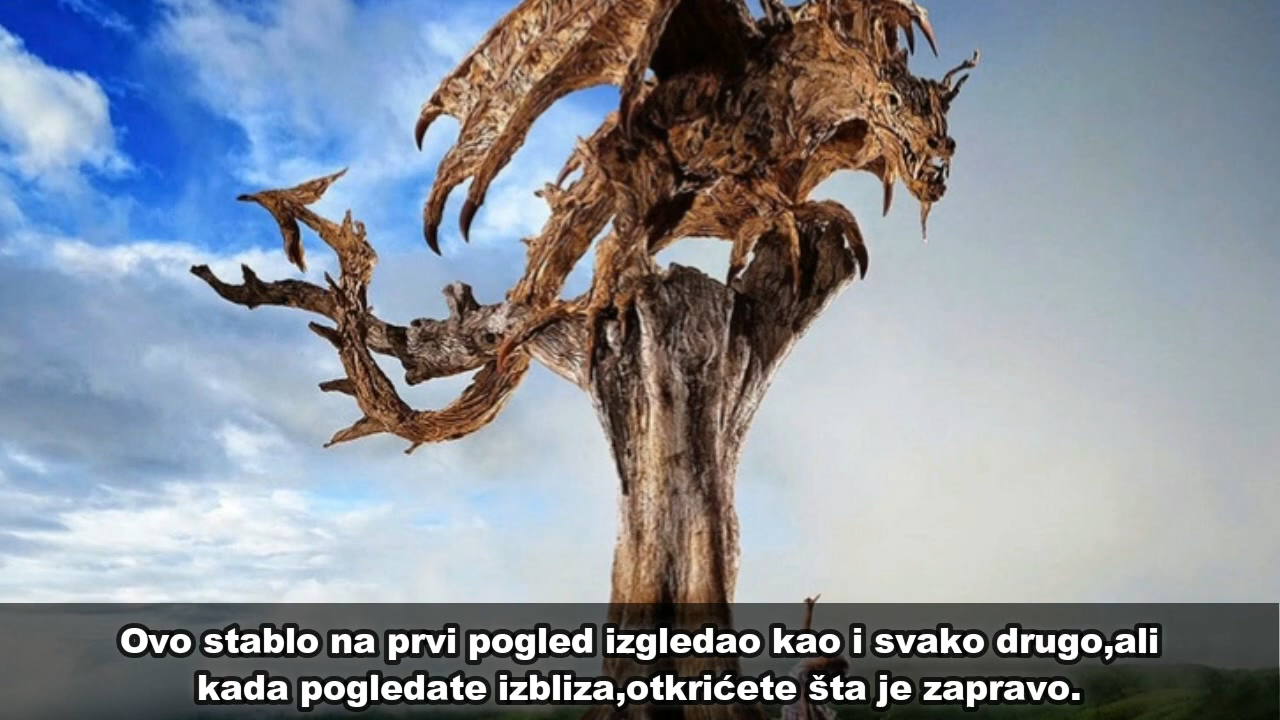 Ovo stablo na prvi pogled izgledao kao i svako drugo,ali
kada pogledate izbliza,otkrićete šta je zapravo.